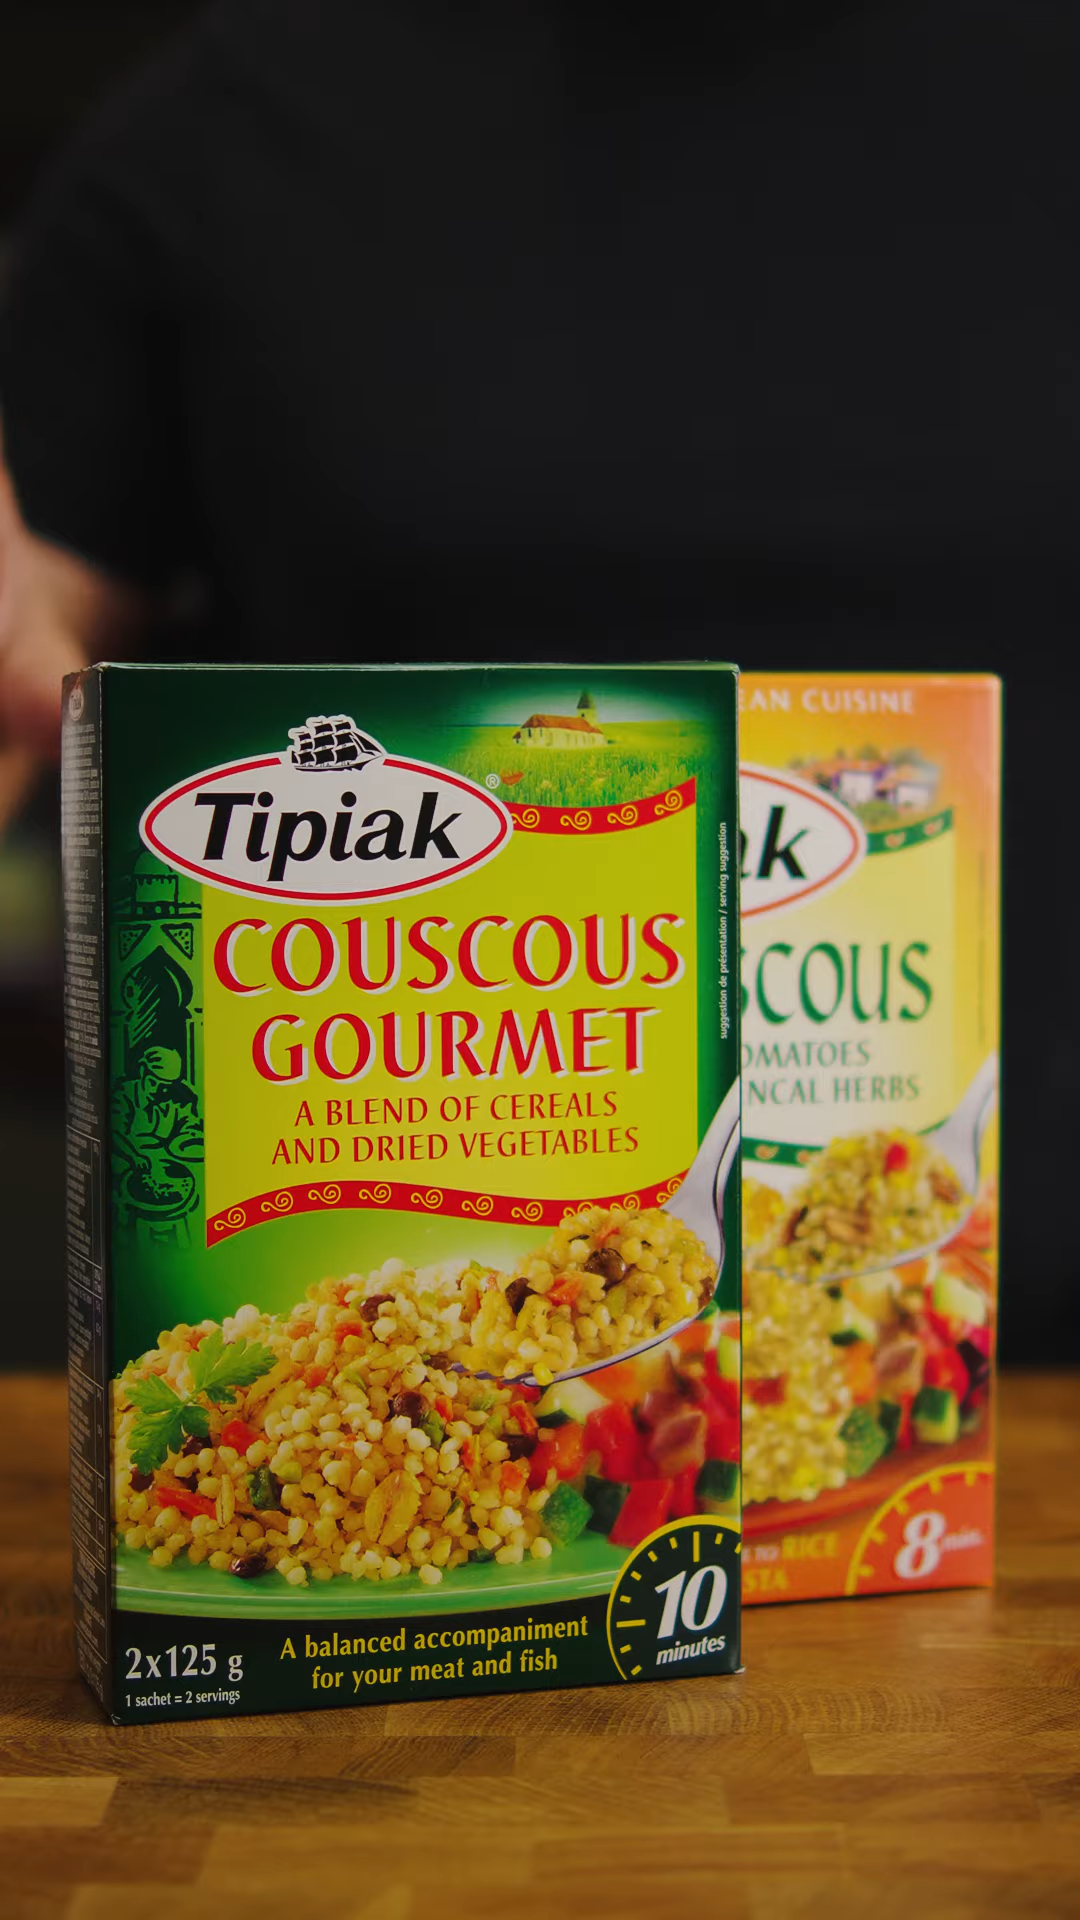 Tipiak
®
COUSCOUS
GOURMET
A BLEND OF CEREALS
AND DRIED VEGETABLES
suggestion de présentation / serving suggestion
2x125 g
1 sachet = 2 servings
A balanced accompaniment
for your meat and fish
10
minutes
EAN CUISINE
ak
SCOUS
OMATOES
NCAL HERBS
TO RICE
STA
8 min.